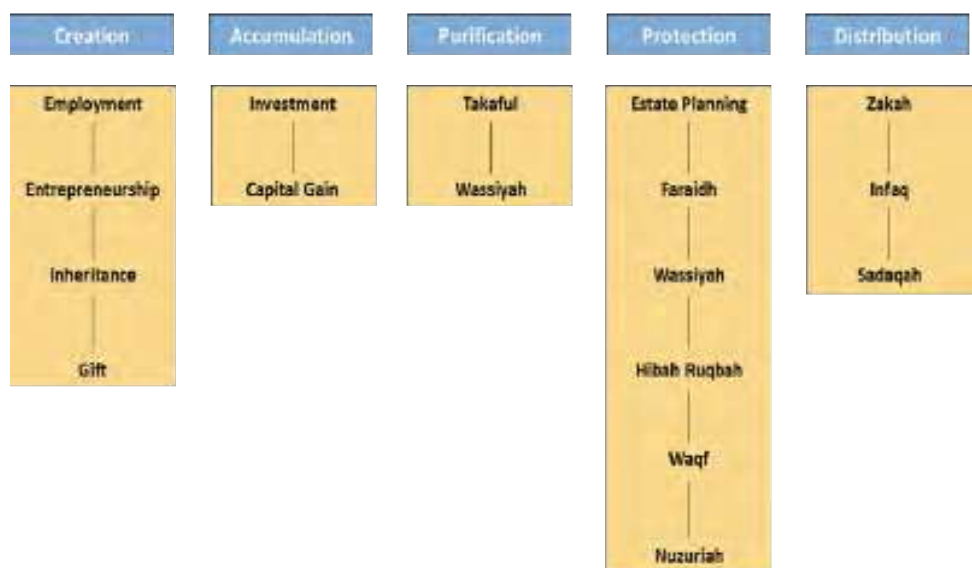 Creation
Employment
Entrepreneurship
Inheritance
Gift
Accumulation
Investment
Capital Gain
Purification
Takaful
Wassiyah
Protection
Estate Planning
Faraidh
Wassiyah
Hibah Ruqbah
Waqf
Nuzuriah
Distribution
Zakah
Infaq
Sadaqah